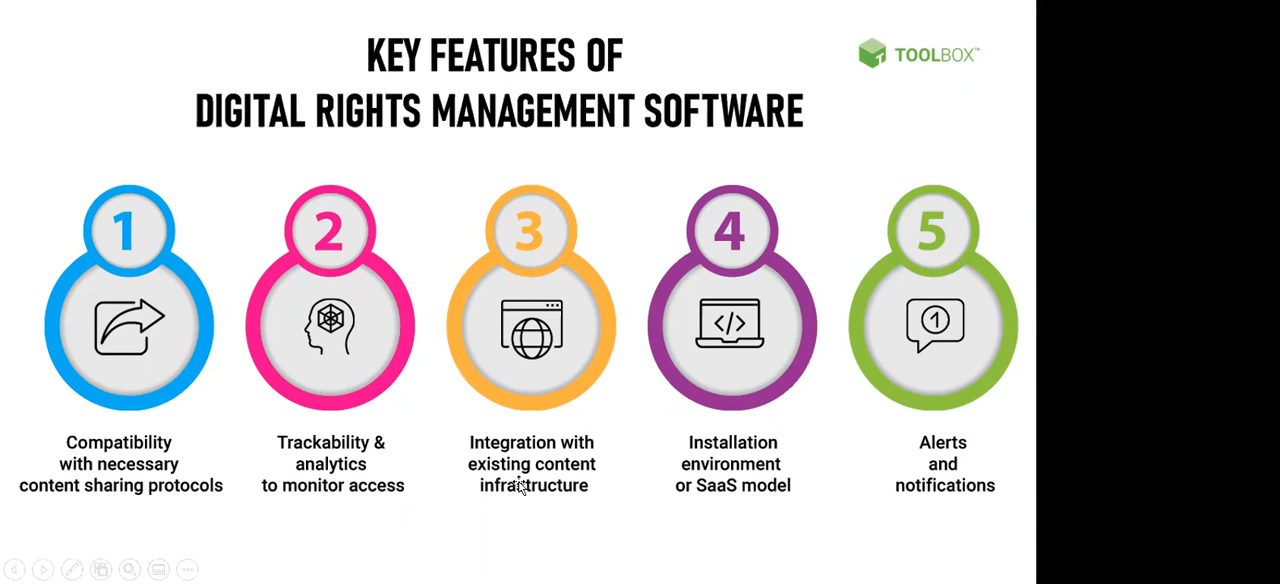 KEY FEATURES OF
DIGITAL RIGHTS MANAGEMENT SOFTWARE
TOOLBOX™
1
2
3
4
5
1
Compatibility
with necessary
content sharing protocols
Trackability &
analytics
to monitor access
Integration with
existing content
infrastructure
Installation
environment
or SaaS model
Alerts
and
notifications